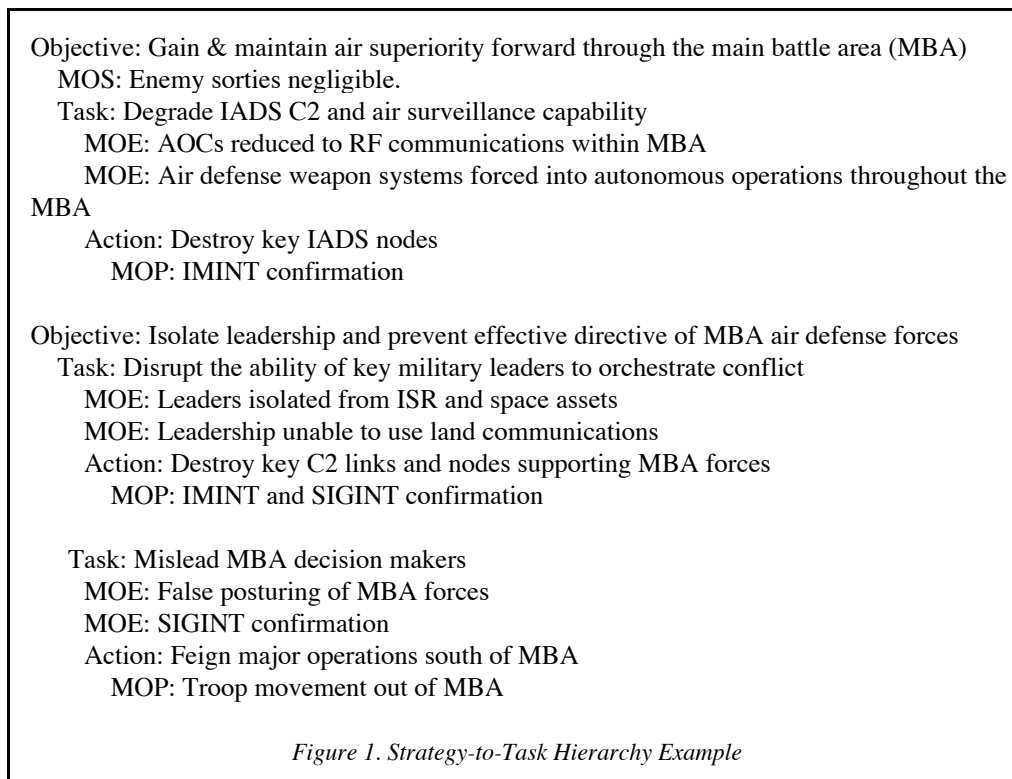 Objective: Gain & maintain air superiority forward through the main battle area (MBA)
MOS: Enemy sorties negligible.
Task: Degrade IADS C2 and air surveillance capability
MOE: AOCs reduced to RF communications within MBA
MOE: Air defense weapon systems forced into autonomous operations throughout the
MBA
Action: Destroy key IADS nodes
MOP: IMINT confirmation
Objective: Isolate leadership and prevent effective directive of MBA air defense forces
Task: Disrupt the ability of key military leaders to orchestrate conflict
MOE: Leaders isolated from ISR and space assets
MOE: Leadership unable to use land communications
Action: Destroy key C2 links and nodes supporting MBA forces
MOP: IMINT and SIGINT confirmation
Task: Mislead MBA decision makers
MOE: False posturing of MBA forces
MOE: SIGINT confirmation
Action: Feign major operations south of MBA
MOP: Troop movement out of MBA
Figure 1. Strategy-to-Task Hierarchy Example